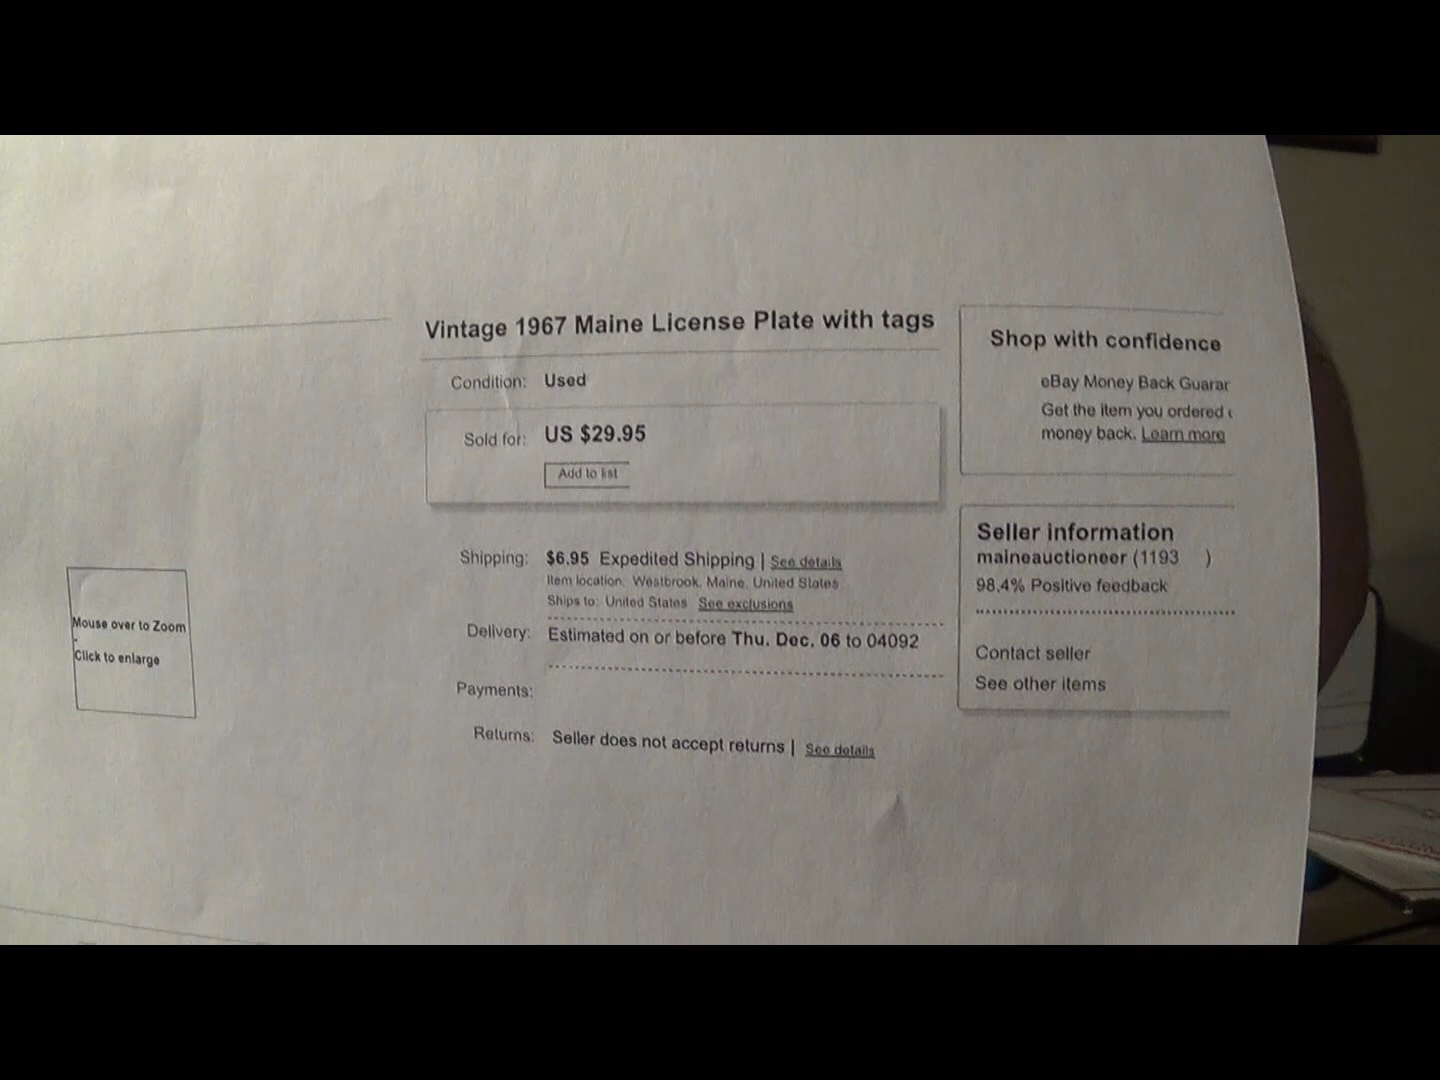 Vintage 1967 Maine License Plate with tags
Condition: Used
Sold for: US $29.95
Add to list
Shipping: $6.95 Expedited Shipping | See details
Item location: Westbrook, Maine, United States
Ships to: United States See exclusions
Delivery: Estimated on or before Thu. Dec. 06 to 04092
Payments:
Returns: Seller does not accept returns | See details
Mouse over to Zoom
-
Click to enlarge
Shop with confidence
eBay Money Back Guarar
Get the item you ordered
money back. Learn more
Seller information
maineauctioneer (1193 )
98.4% Positive feedback
Contact seller
See other items